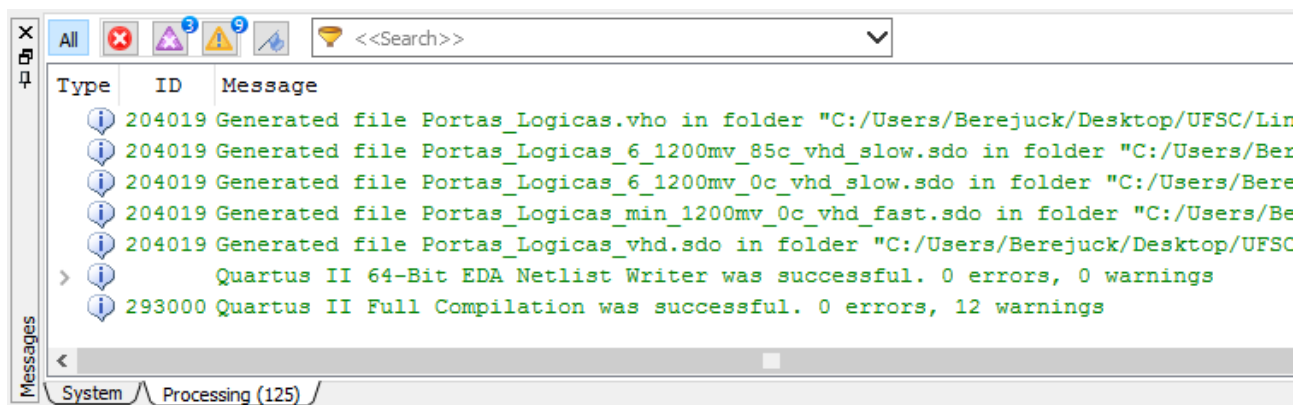 All 3 9 <<Search>>
Type ID Message
204019 Generated file Portas_Logicas.vho in folder "C:/Users/Berejuck/Desktop/UFSC/Lin
204019 Generated file Portas_Logicas_6_1200mv_85c_vhd_slow.sdo in folder "C:/Users/Ber
204019 Generated file Portas_Logicas_6_1200mv_0c_vhd_slow.sdo in folder "C:/Users/Bere
204019 Generated file Portas_Logicas_min_1200mv_0c_vhd_fast.sdo in folder "C:/Users/Be
204019 Generated file Portas_Logicas_vhd.sdo in folder "C:/Users/Berejuck/Desktop/UFSC
Quartus II 64-Bit EDA Netlist Writer was successful. 0 errors, 0 warnings
293000 Quartus II Full Compilation was successful. 0 errors, 12 warnings
Messages
System Processing (125)